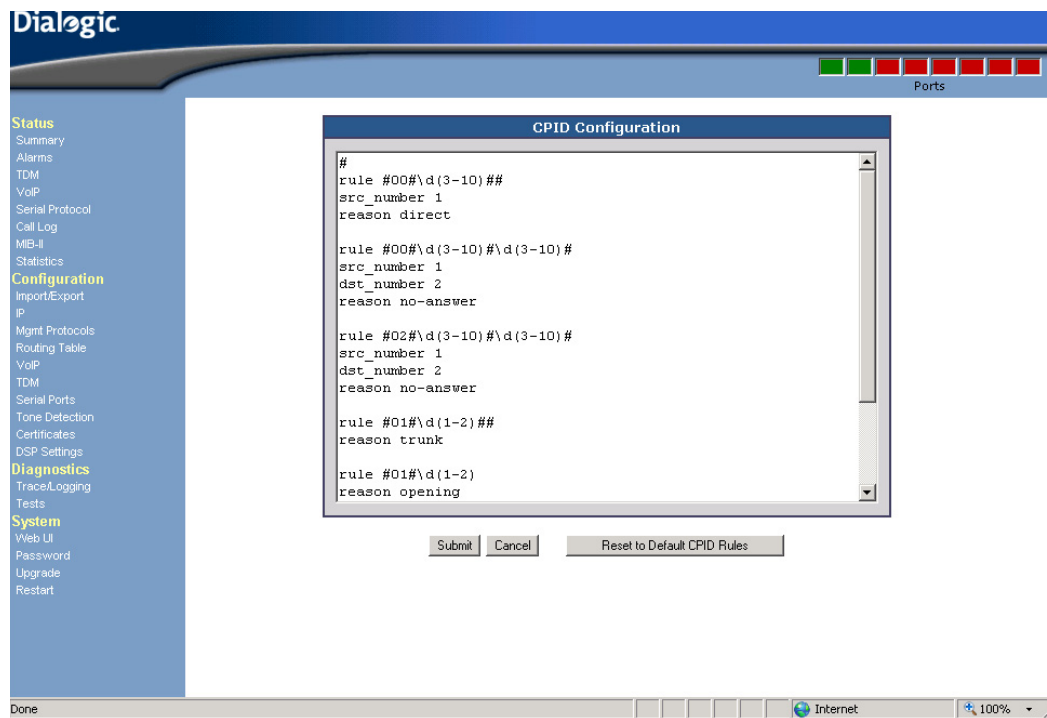 Dialogic
Ports
Status
Summary
Alarms
TDM
VoIP
Serial Protocol
Call Log
MIB-II
Statistics
Configuration
Import/Export
IP
Mgmt Protocols
Routing Table
VoIP
TDM
Serial Ports
Tone Detection
Certificates
DSP Settings
Diagnostics
Trace/Logging
Tests
System
Web UI
Password
Upgrade
Restart
CPID Configuration
#
rule #00#\d(3-10)##
src_number 1
reason direct
rule #00#\d(3-10)#\d(3-10)#
src_number 1
dst_number 2
reason no-answer
rule #02#\d(3-10)#\d(3-10)#
src_number 1
dst_number 2
reason no-answer
rule #01#\d(1-2)##
reason trunk
rule #01#\d(1-2)
reason opening
Submit Cancel Reset to Default CPID Rules
Done Internet 100%